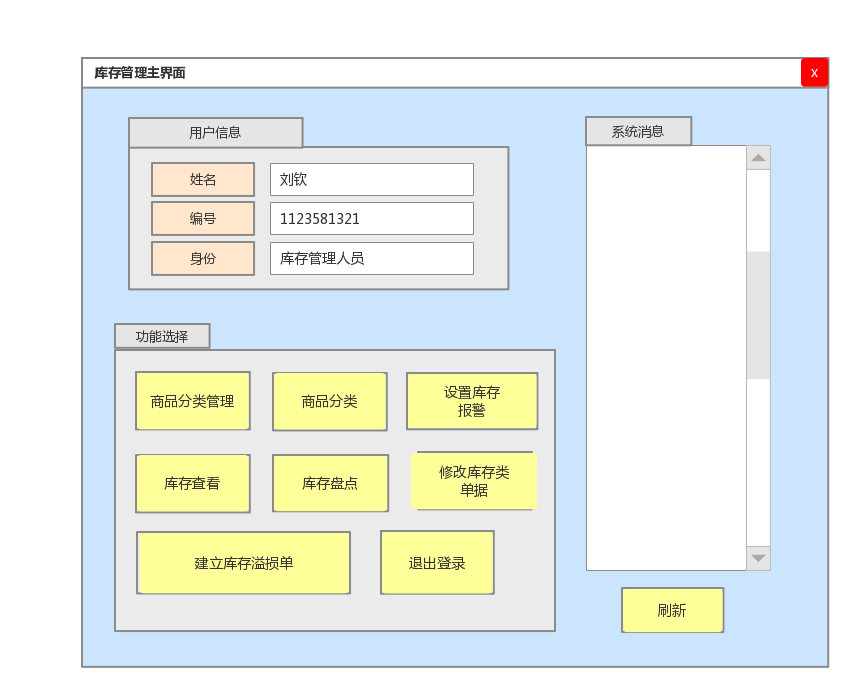 库存管理主界面
X
用户信息
姓名
刘钦
编号
1123581321
身份
库存管理人员
系统消息
功能选择
商品分类管理
商品分类
设置库存
报警
库存查看
库存盘点
修改库存类
单据
建立库存溢损单
退出登录
刷新